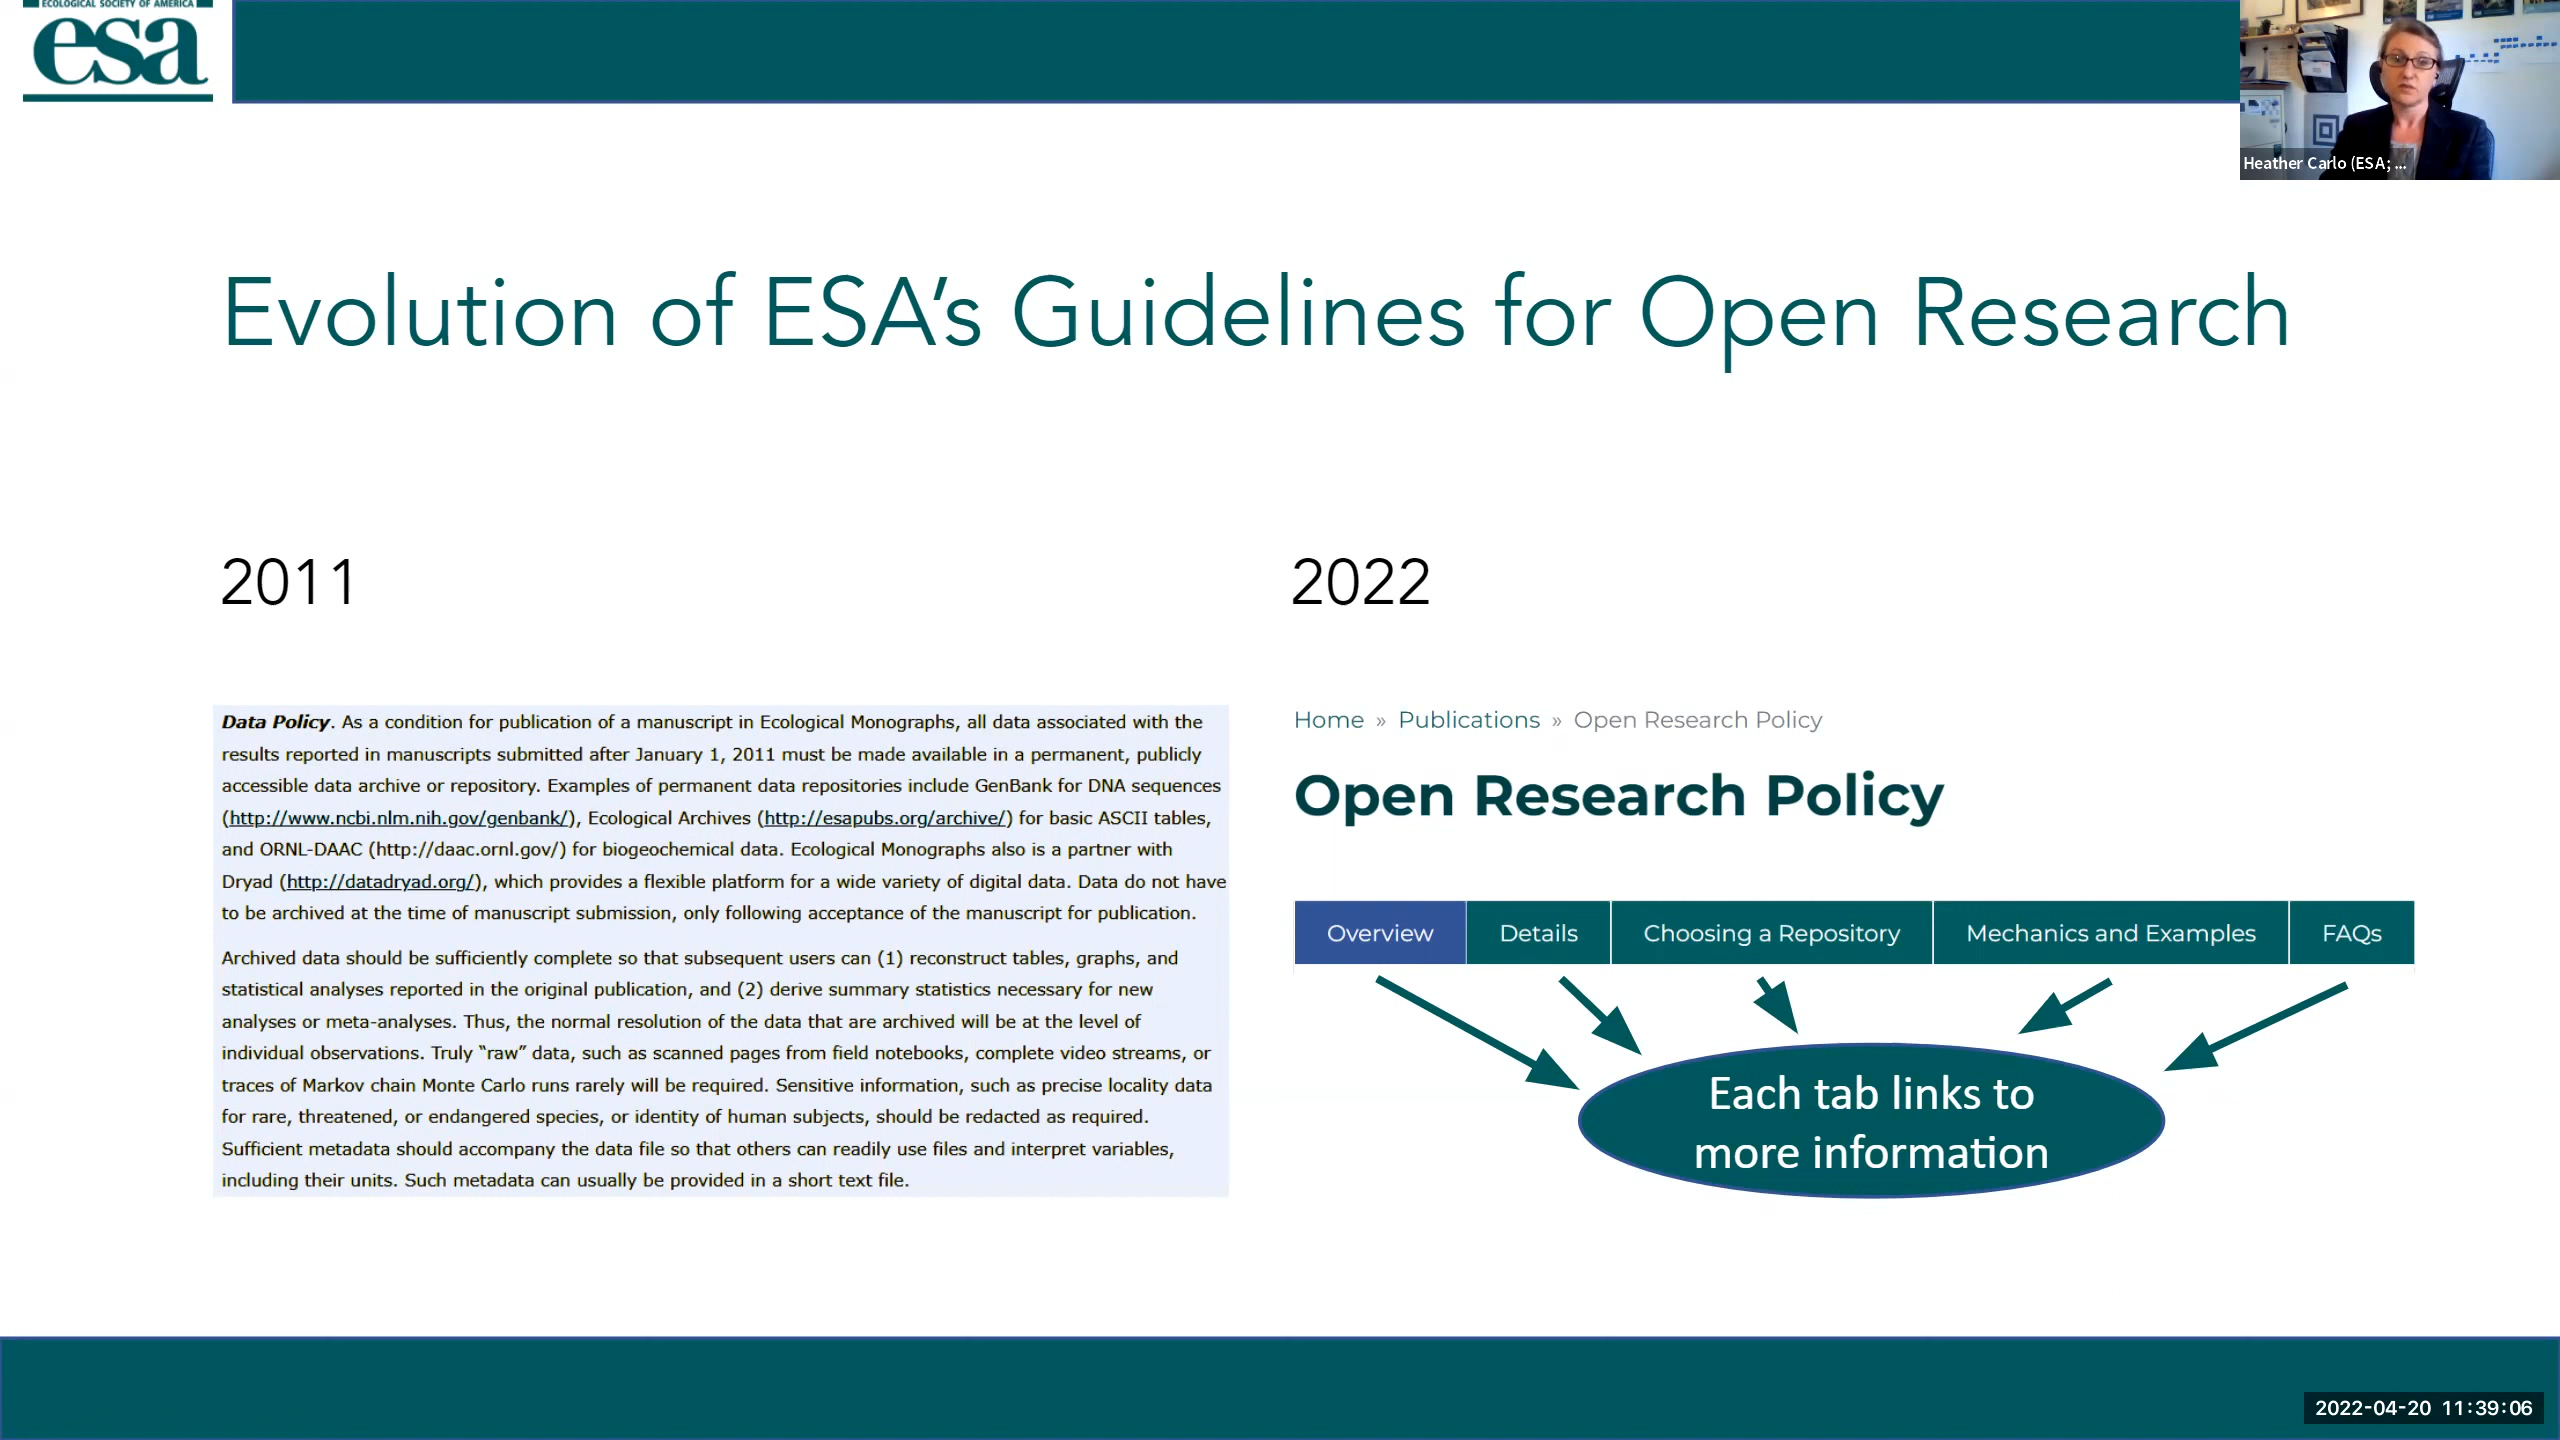 ECOLOGICAL SOCIETY OF AMERICA
esa
Heather Carlo (ESA; ...
Evolution of ESA’s Guidelines for Open Research
2011
Data Policy. As a condition for publication of a manuscript in Ecological Monographs, all data associated with the
results reported in manuscripts submitted after January 1, 2011 must be made available in a permanent, publicly
accessible data archive or repository. Examples of permanent data repositories include GenBank for DNA sequences
(http://www.ncbi.nlm.nih.gov/genbank/), Ecological Archives (http://esapubs.org/archive/) for basic ASCII tables,
and ORNL-DAAC (http://daac.ornl.gov/) for biogeochemical data. Ecological Monographs also is a partner with
Dryad (http://datadryad.org/), which provides a flexible platform for a wide variety of digital data. Data do not have
to be archived at the time of manuscript submission, only following acceptance of the manuscript for publication.
Archived data should be sufficiently complete so that subsequent users can (1) reconstruct tables, graphs, and
statistical analyses reported in the original publication, and (2) derive summary statistics necessary for new
analyses or meta-analyses. Thus, the normal resolution of the data that are archived will be at the level of
individual observations. Truly “raw” data, such as scanned pages from field notebooks, complete video streams, or
traces of Markov chain Monte Carlo runs rarely will be required. Sensitive information, such as precise locality data
for rare, threatened, or endangered species, or identity of human subjects, should be redacted as required.
Sufficient metadata should accompany the data file so that others can readily use files and interpret variables,
including their units. Such metadata can usually be provided in a short text file.
2022
Home » Publications » Open Research Policy
Open Research Policy
Overview Details Choosing a Repository Mechanics and Examples FAQs
Each tab links to
more information
2022-04-20 11:39:06